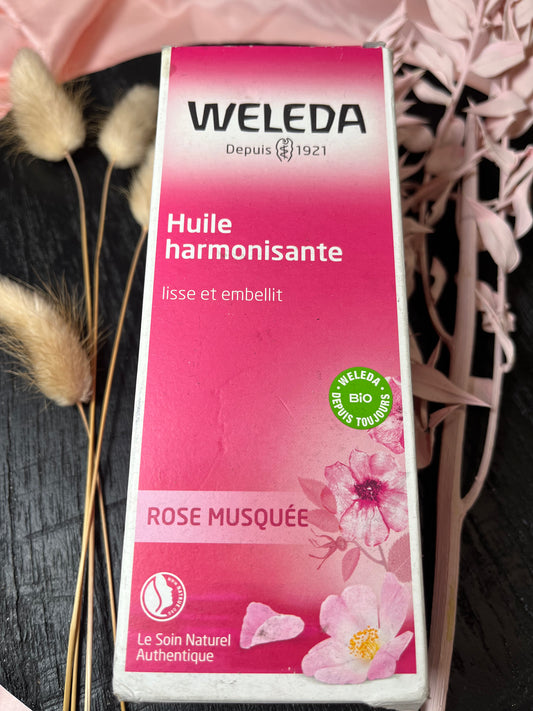 WELEDA
Depuis 1921
Huile
harmonisante
lisse et embellit
WELEDA
BIO
DEPUIS TOUJOURS
ROSE MUSQUÉE
Le Soin Naturel
Authentique